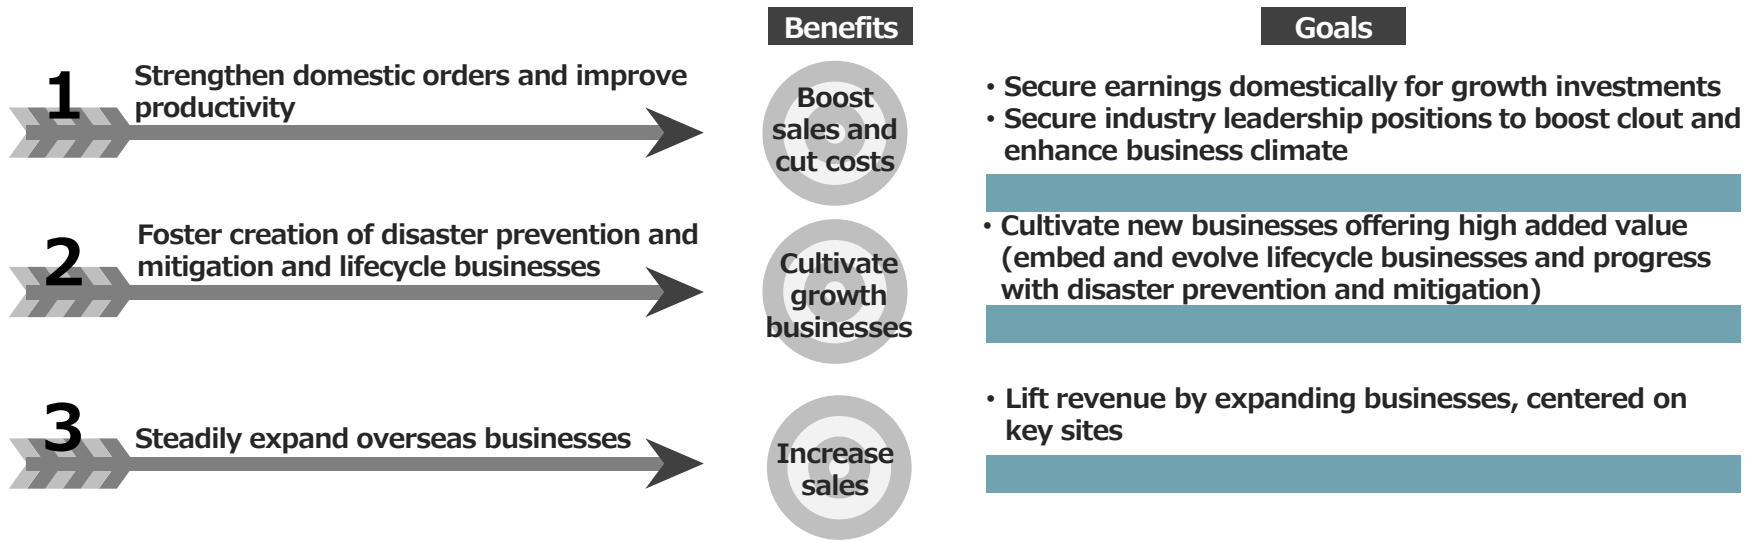 Benefits
Goals
1
Strengthen domestic orders and improve
productivity
Boost
sales and
cut costs
• Secure earnings domestically for growth investments
• Secure industry leadership positions to boost clout and
enhance business climate
2
Foster creation of disaster prevention and
mitigation and lifecycle businesses
Cultivate
growth
businesses
• Cultivate new businesses offering high added value
(embed and evolve lifecycle businesses and progress
with disaster prevention and mitigation)
3
Steadily expand overseas businesses
Increase
sales
• Lift revenue by expanding businesses, centered on
key sites